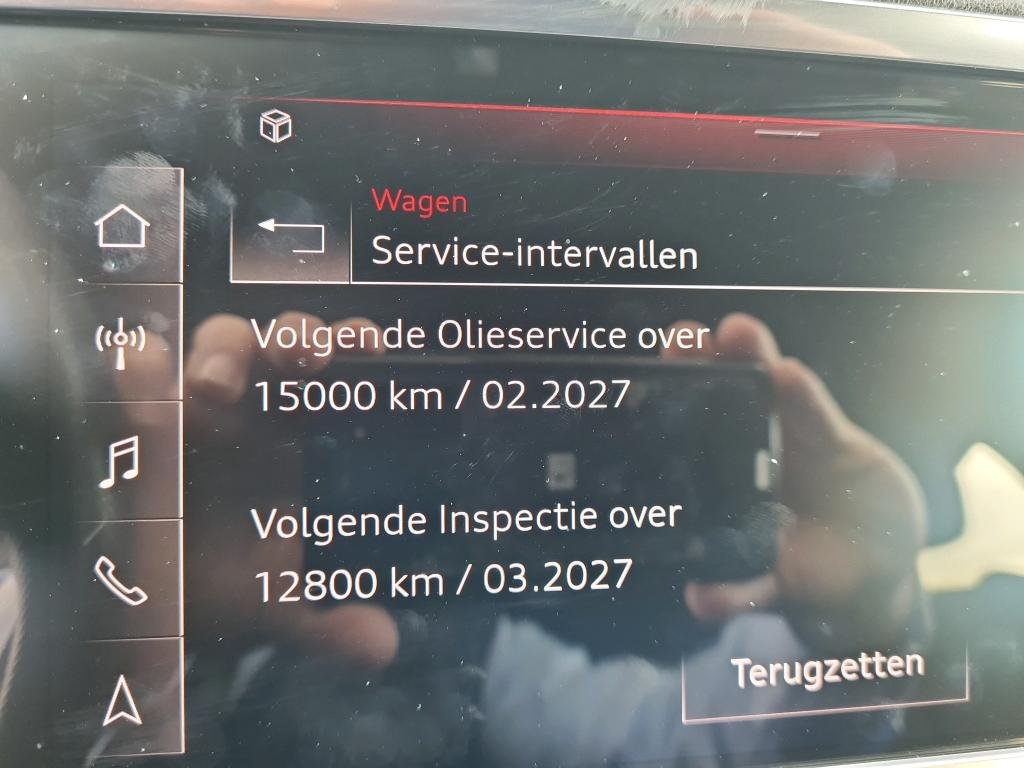 Wagen
Service-intervallen
Volgende Olieservice over
15000 km / 02.2027
Volgende Inspectie over
12800 km / 03.2027
Terugzetten